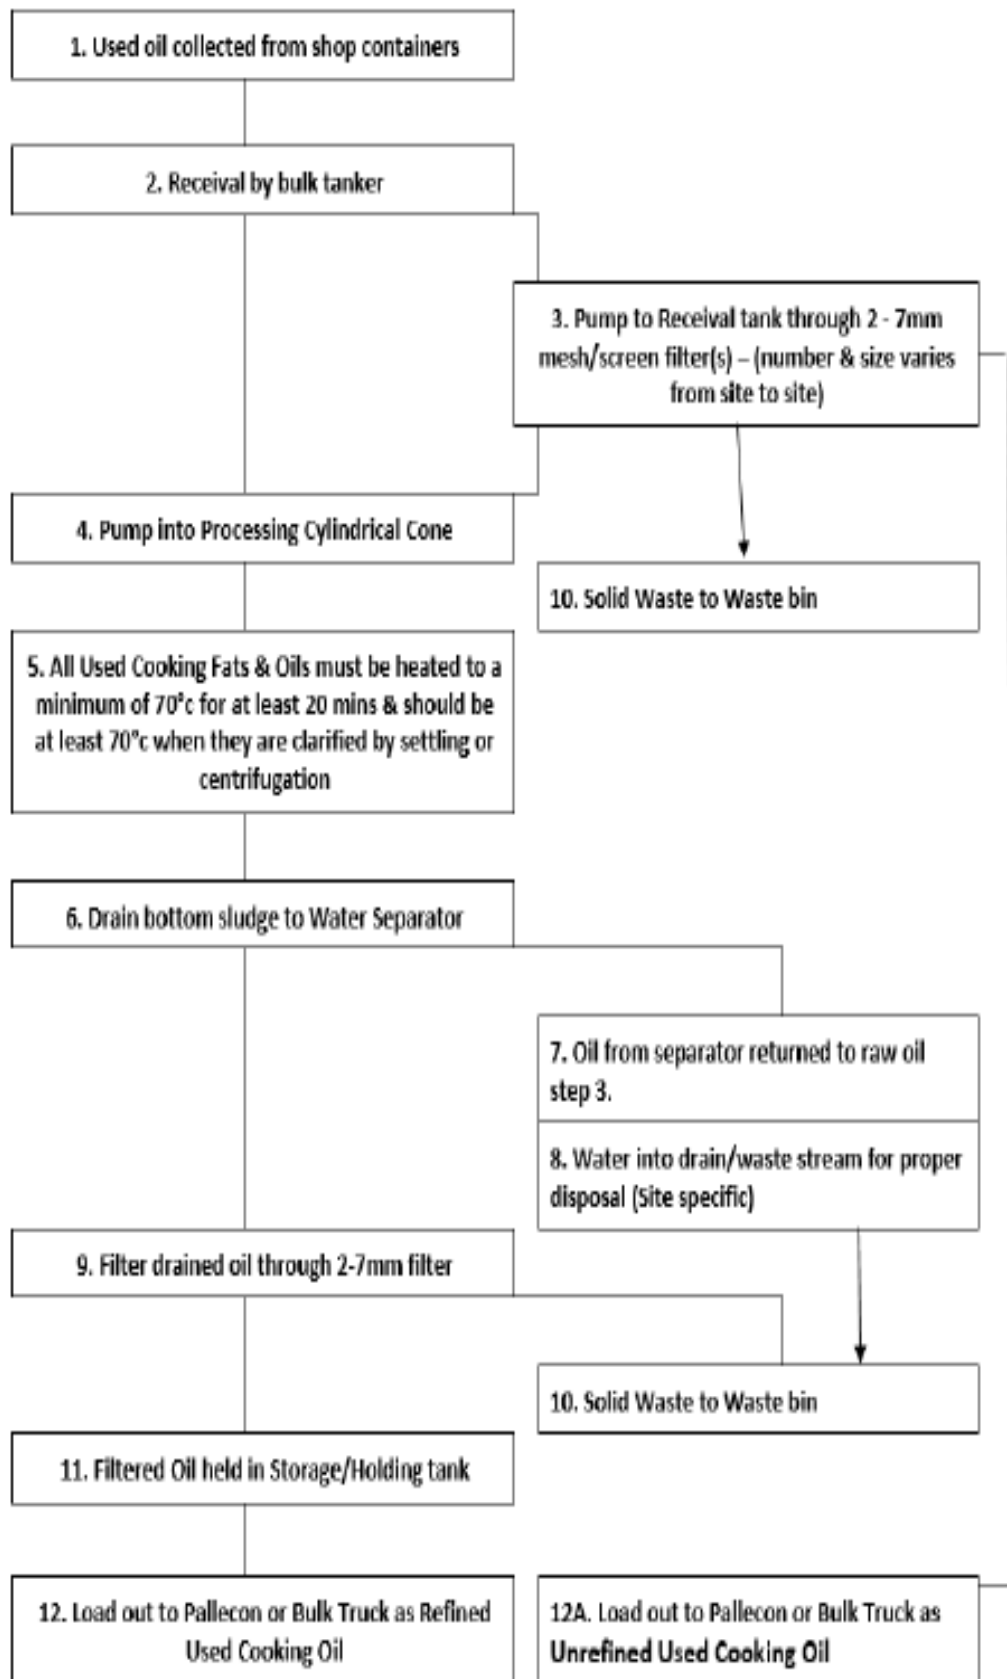 1. Used oil collected from shop containers
2. Receival by bulk tanker
3. Pump to Receival tank through 2 - 7mm
mesh/screen filter(s) – (number & size varies
from site to site)
4. Pump into Processing Cylindrical Cone
10. Solid Waste to Waste bin
5. All Used Cooking Fats & Oils must be heated to a
minimum of 70°c for at least 20 mins & should be
at least 70°c when they are clarified by settling or
centrifugation
6. Drain bottom sludge to Water Separator
7. Oil from separator returned to raw oil
step 3.
8. Water into drain/waste stream for proper
disposal (Site specific)
9. Filter drained oil through 2-7mm filter
10. Solid Waste to Waste bin
11. Filtered Oil held in Storage/Holding tank
12. Load out to Pallecon or Bulk Truck as Refined
Used Cooking Oil
12A. Load out to Pallecon or Bulk Truck as
Unrefined Used Cooking Oil